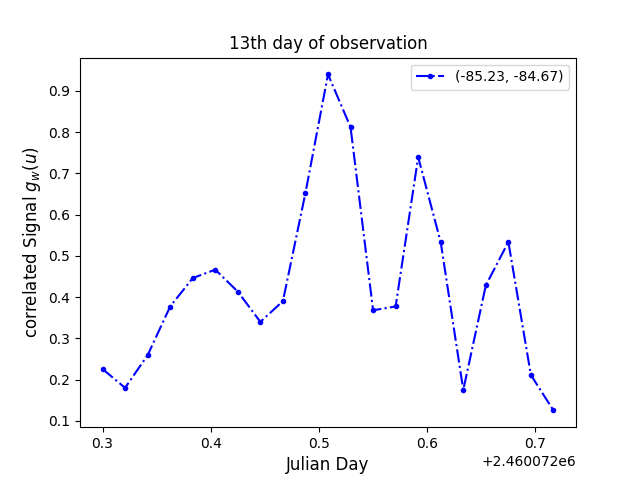 13th day of observation
(-85.23, -84.67)
correlated Signal g_w(u)
0.9
0.8
0.7
0.6
0.5
0.4
0.3
0.2
0.1
0.3 0.4 0.5 0.6 0.7
Julian Day
+2.460072e6